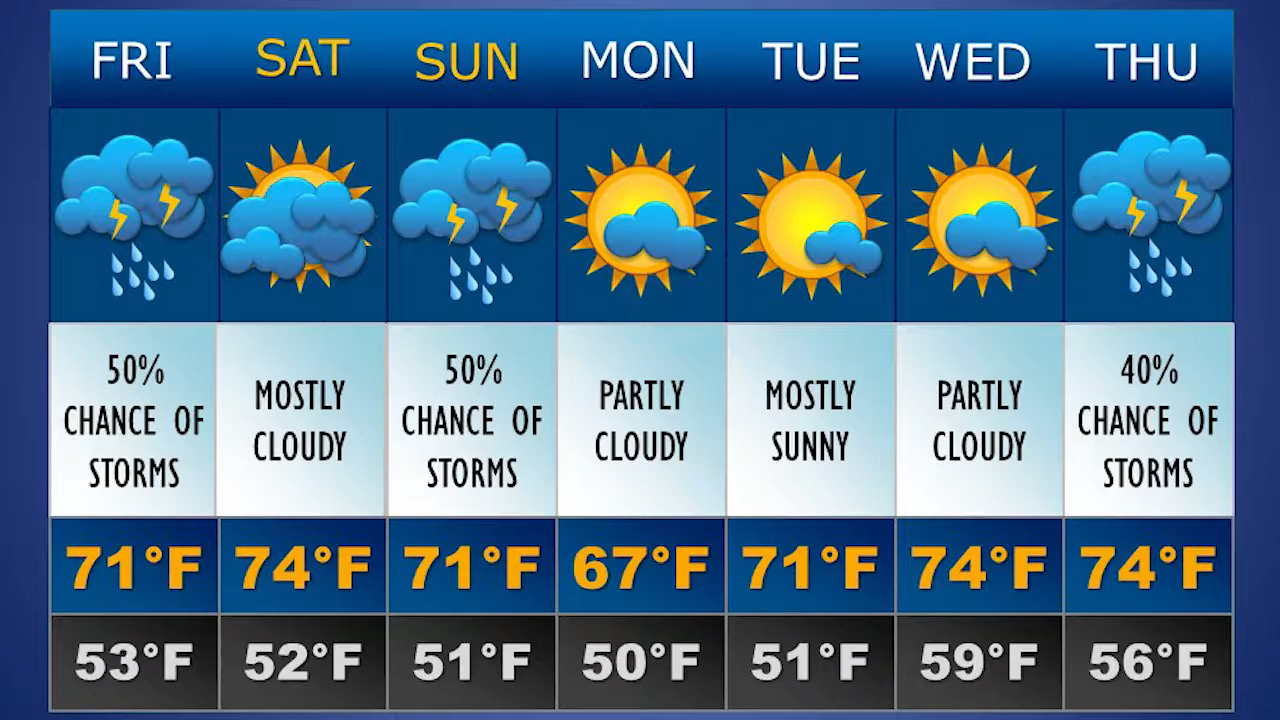 FRI SAT SUN MON TUE WED THU
50%
CHANCE OF
STORMS
MOSTLY
CLOUDY
50%
CHANCE OF
STORMS
PARTLY
CLOUDY
MOSTLY
SUNNY
PARTLY
CLOUDY
40%
CHANCE OF
STORMS
71°F 74°F 71°F 67°F 71°F 74°F 74°F
53°F 52°F 51°F 50°F 51°F 59°F 56°F